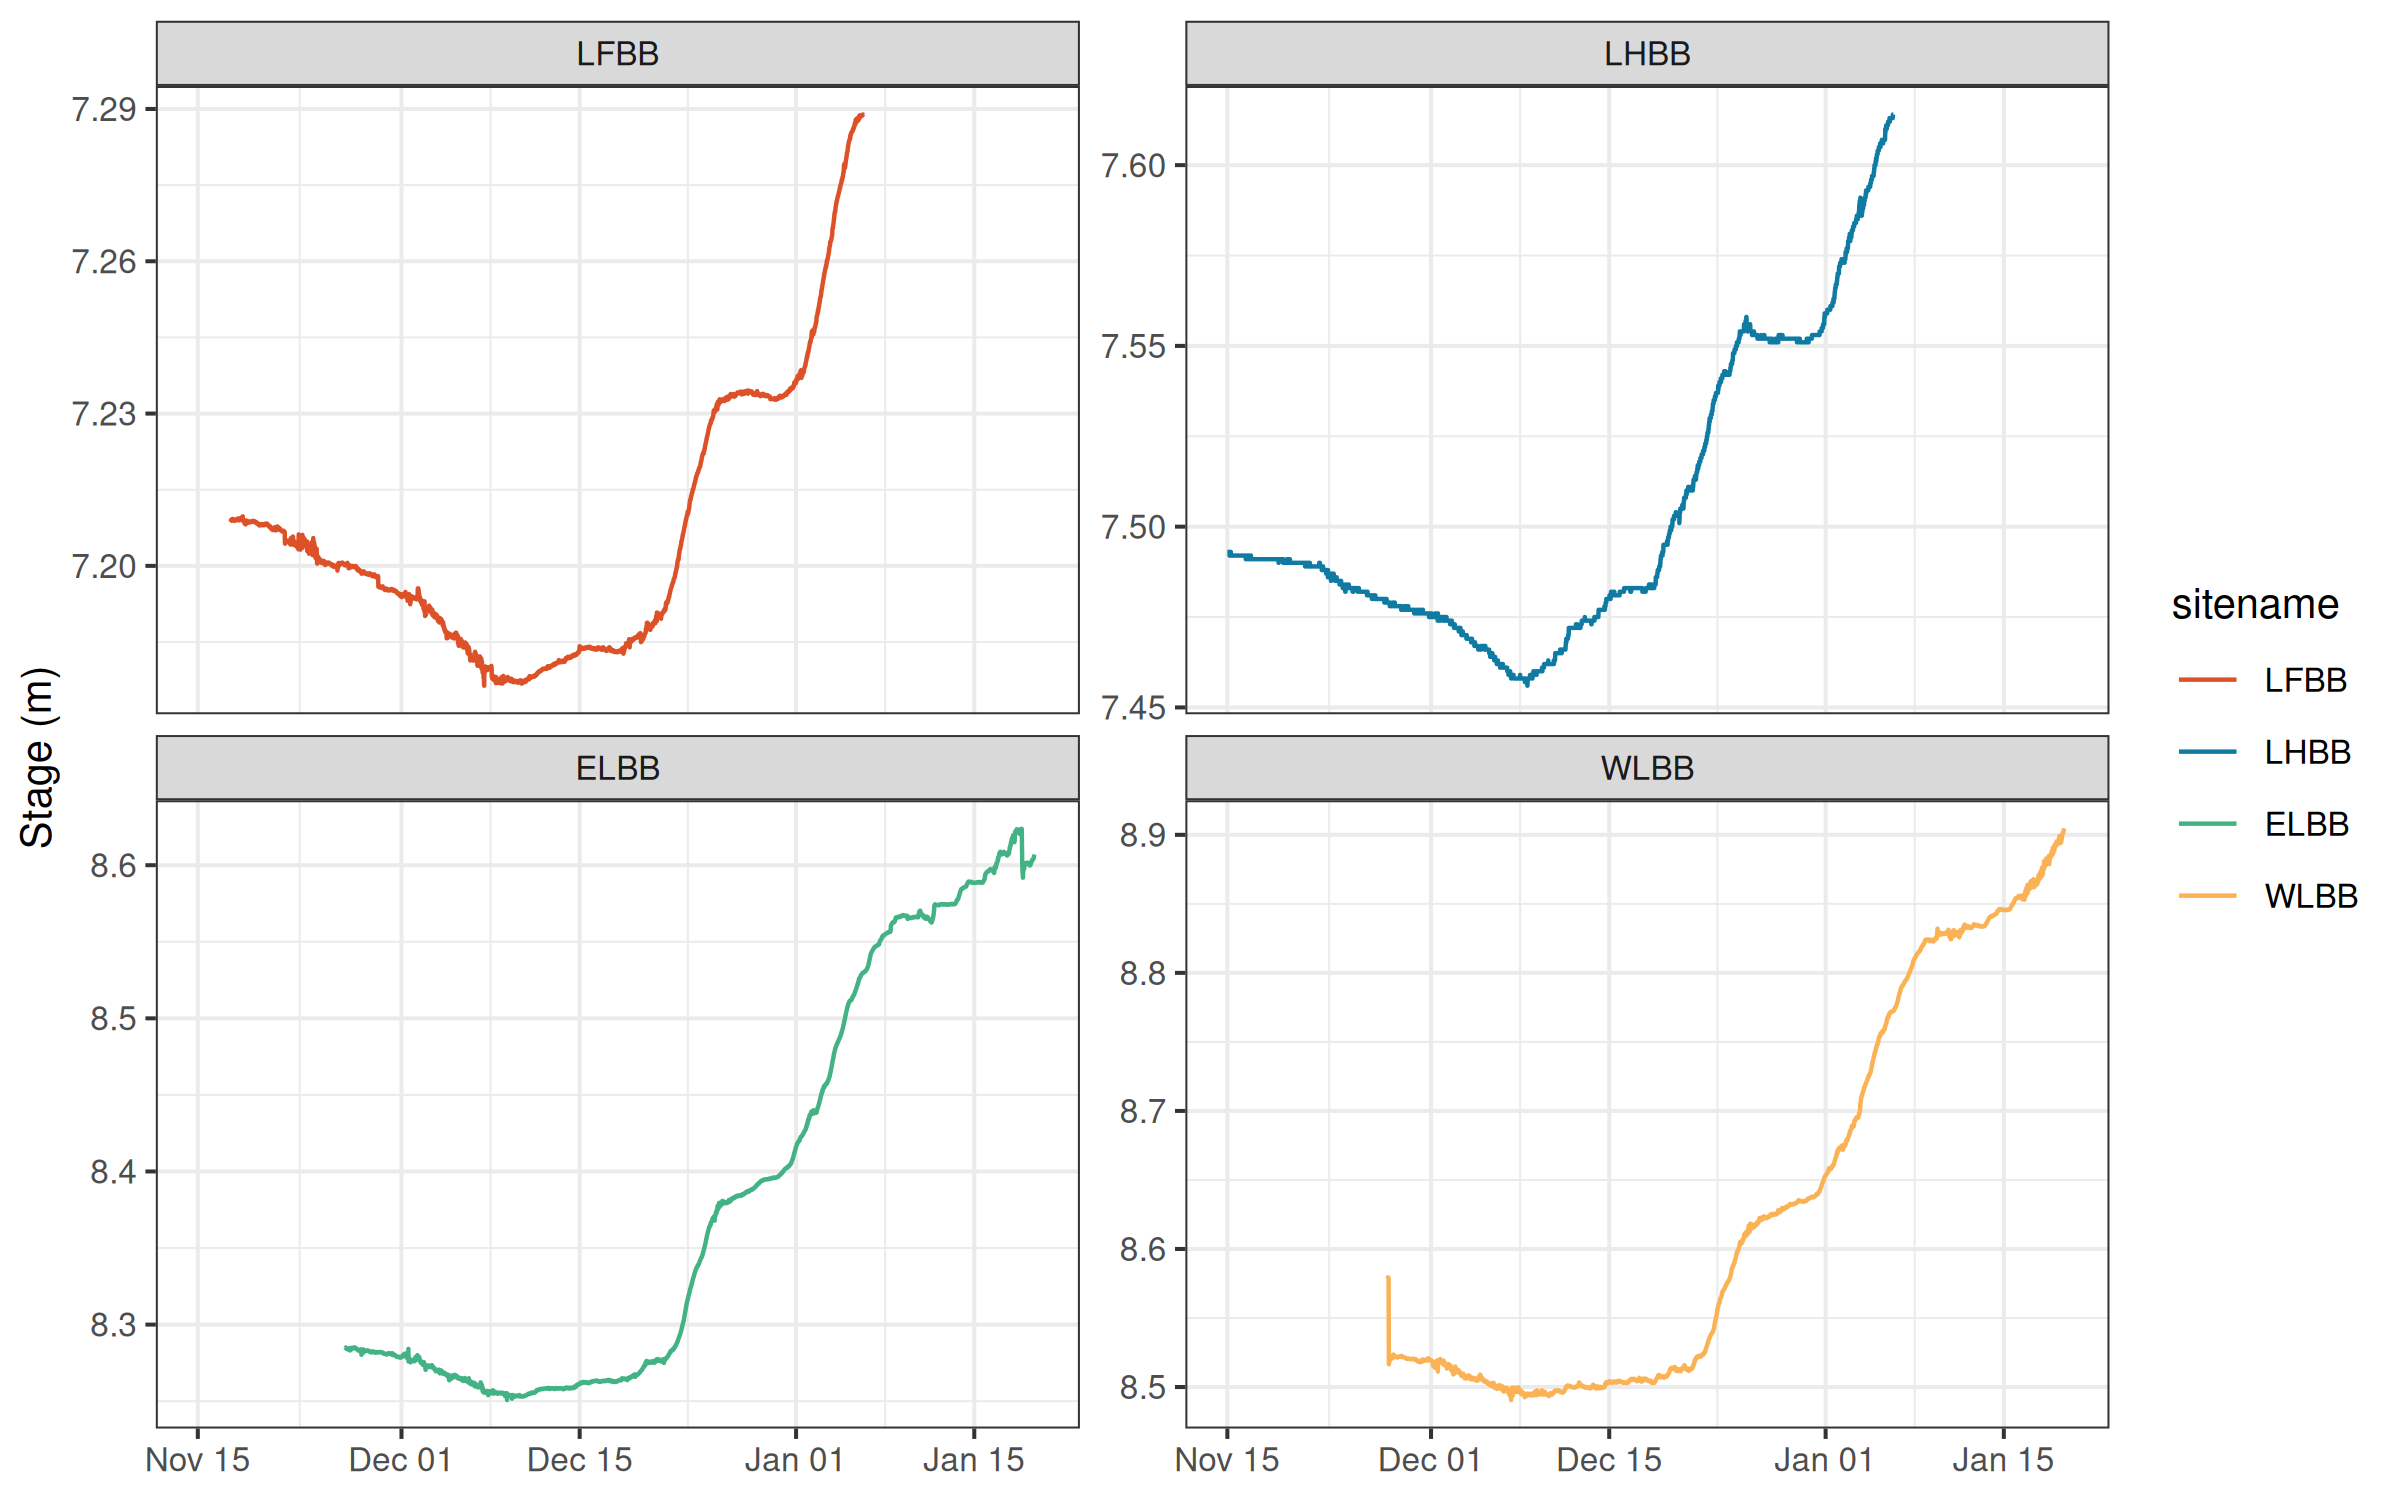 LFBB
LHBB
7.29
7.26
7.23
7.20
7.60
7.55
7.50
7.45
Stage (m)
ELBB
WLBB
8.6
8.5
8.4
8.3
8.9
8.8
8.7
8.6
8.5
Nov 15
Dec 01
Dec 15
Jan 01
Jan 15
Nov 15
Dec 01
Dec 15
Jan 01
Jan 15
sitename
LFBB
LHBB
ELBB
WLBB